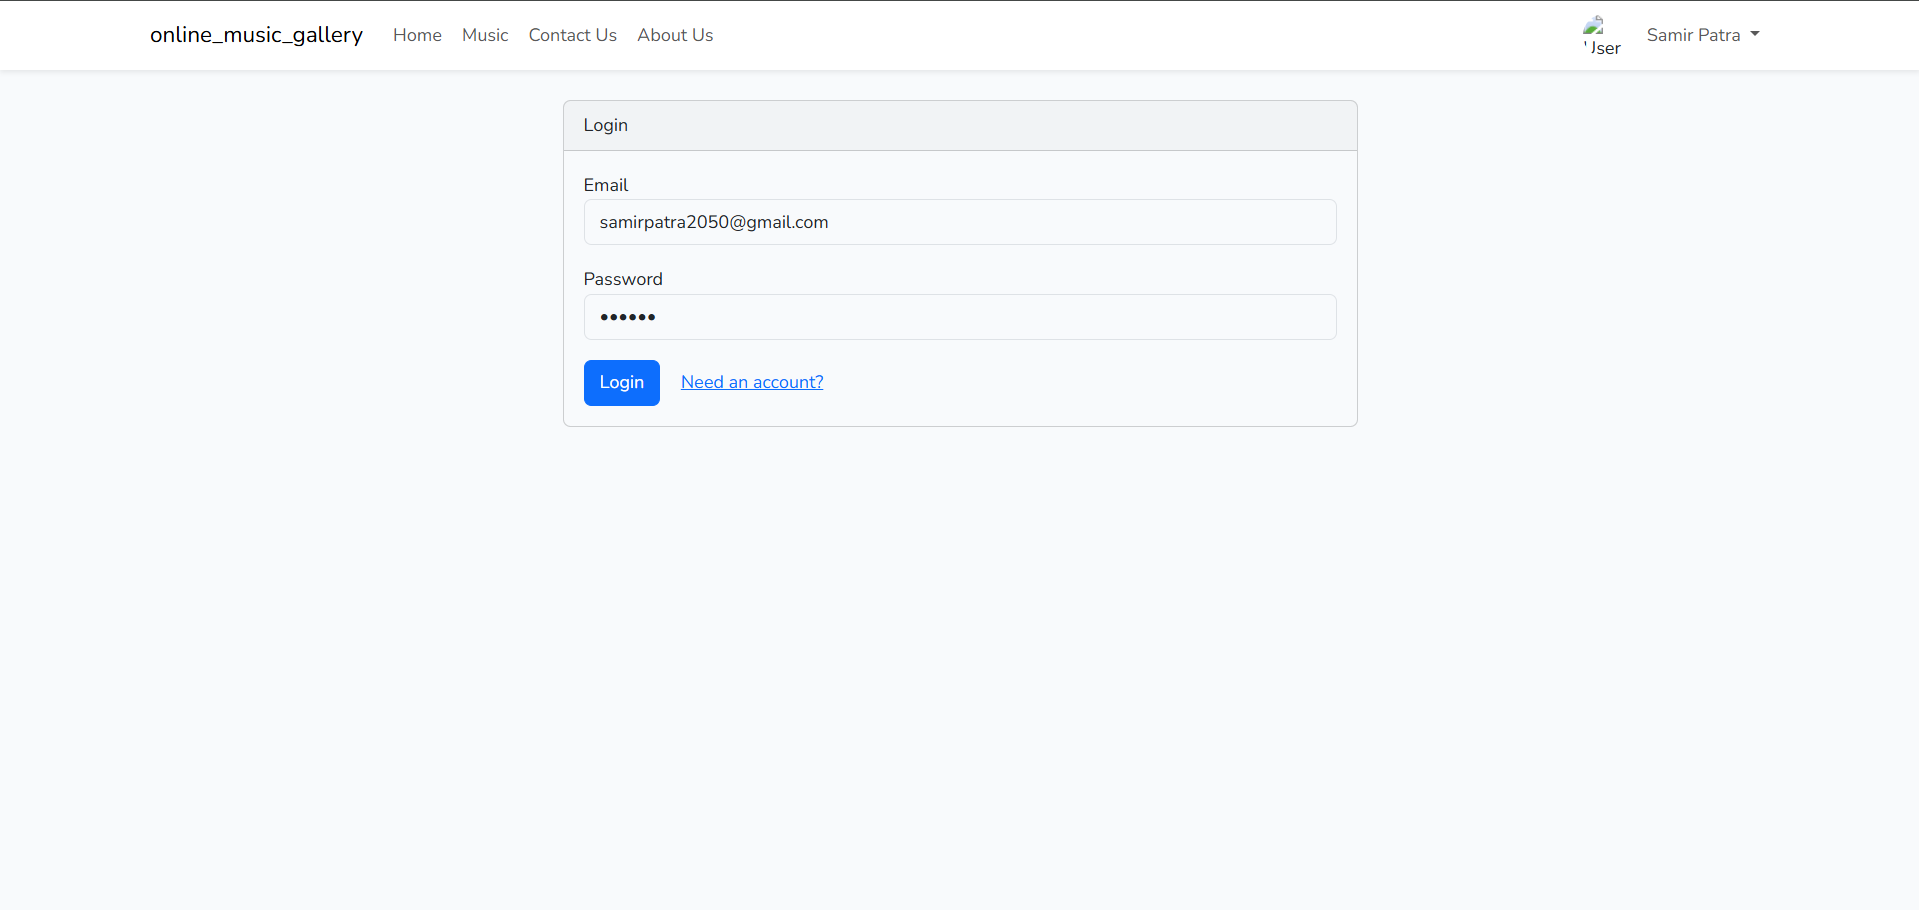 online_music_gallery Home Music Contact Us About Us User Samir Patra
Login
Email
samirpatra2050@gmail.com
Password
••••••
Login Need an account?